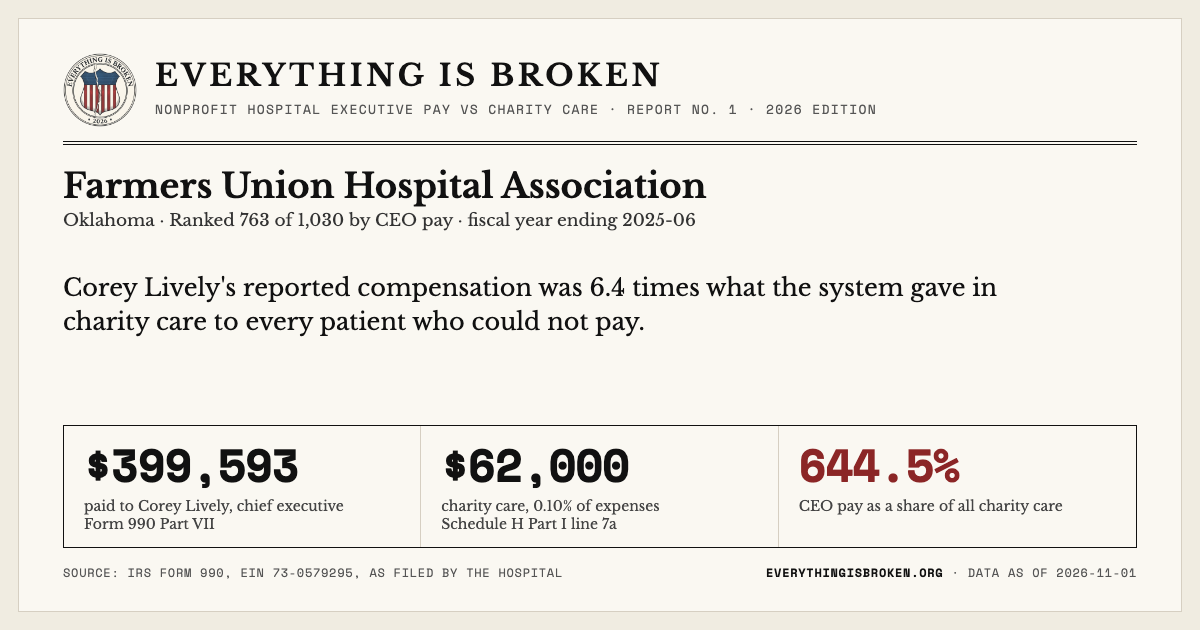 EVERYTHING IS BROKEN
2026
EVERYTHING IS BROKEN
NONPROFIT HOSPITAL EXECUTIVE PAY VS CHARITY CARE · REPORT NO. 1 · 2026 EDITION
Farmers Union Hospital Association
Oklahoma · Ranked 763 of 1,030 by CEO pay · fiscal year ending 2025-06
Corey Lively's reported compensation was 6.4 times what the system gave in
charity care to every patient who could not pay.
$399,593
paid to Corey Lively, chief executive
Form 990 Part VII
$62,000
charity care, 0.10% of expenses
Schedule H Part I line 7a
644.5%
CEO pay as a share of all charity care
SOURCE: IRS FORM 990, EIN 73-0579295, AS FILED BY THE HOSPITAL
EVERYTHINGISBROKEN.ORG · DATA AS OF 2026-11-01